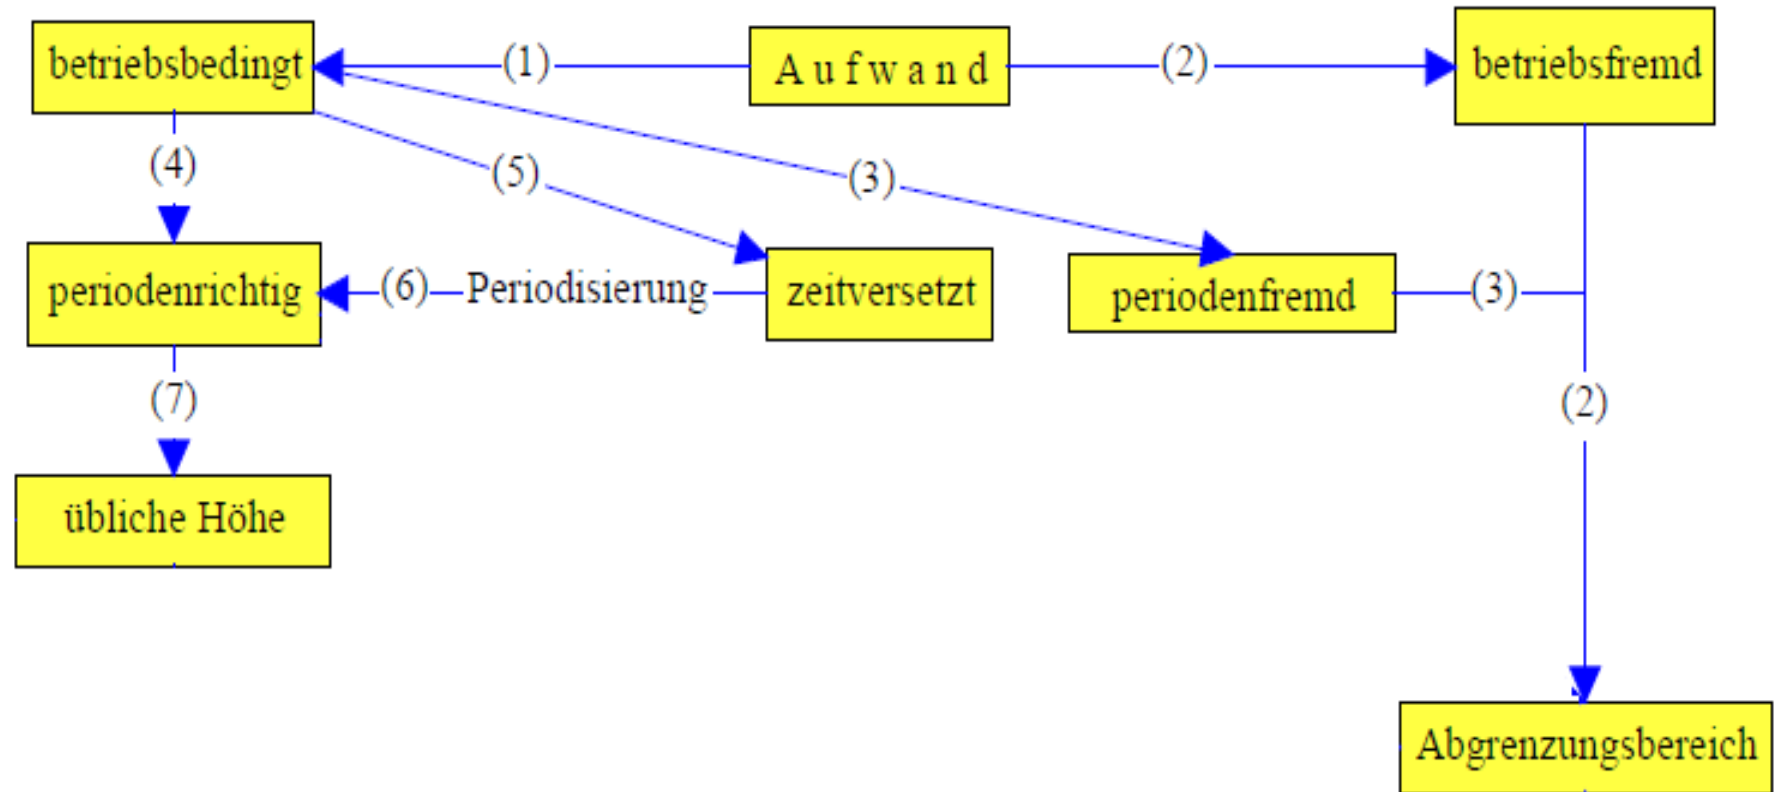 betriebsbedingt
(1)
A u f w a n d
(2)
betriebsfremd
(4)
(5)
(3)
periodenrichtig
(6)
Periodisierung
zeitversetzt
periodenfremd
(3)
(7)
(2)
übliche Höhe
Abgrenzungsbereich